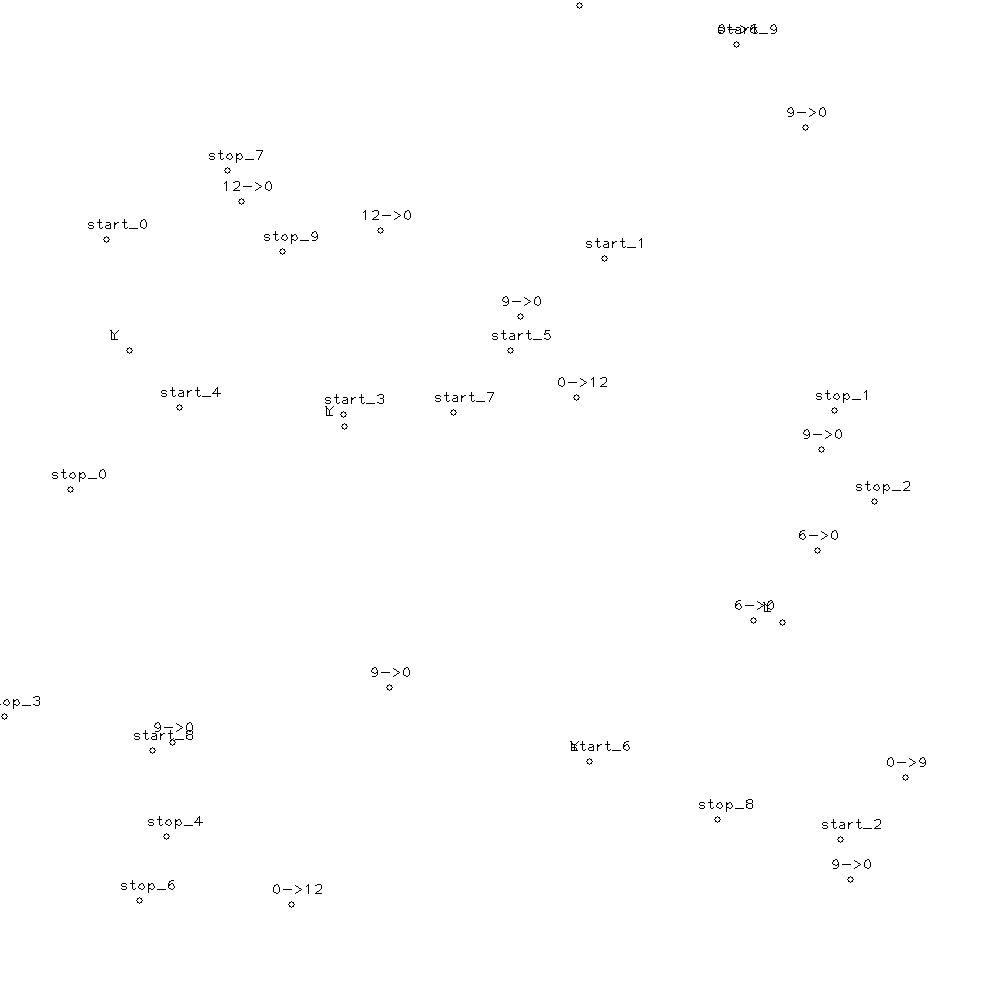 start_9
9->0
stop_7
12->0
12->0
start_0
stop_9
start_1
9->0
start_5
0->12
start_4
stop_1
start_3
start_7
9->0
stop_0
stop_2
6->0
6->0
9->0
op_3
9->0
start_8
start_6
0->9
stop_8
stop_4
start_2
9->0
stop_6
0->12